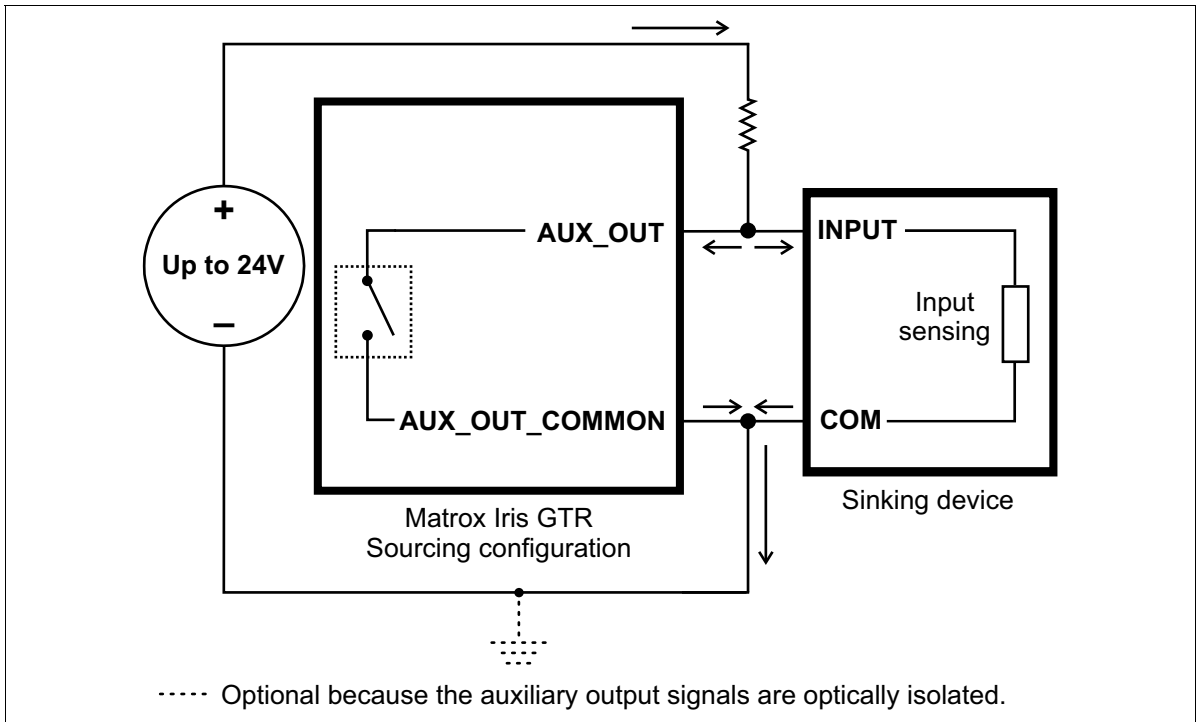 +
Up to 24V
−
AUX_OUT
AUX_OUT_COMMON
Matrox Iris GTR
Sourcing configuration
INPUT
Input
sensing
COM
Sinking device
Optional because the auxiliary output signals are optically isolated.